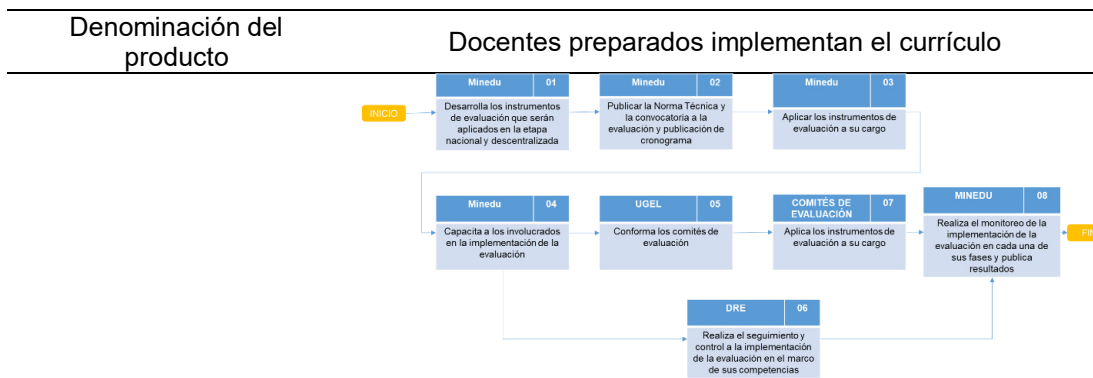 Denominación del
producto
Docentes preparados implementan el currículo
INICIO
Minedu 01
Desarrolla los instrumentos
de evaluación que serán
aplicados en la etapa
nacional y descentralizada
Minedu 02
Publicar la Norma Técnica y
la convocatoria a la
evaluación y publicación de
cronograma
Minedu 03
Aplicar los instrumentos de
evaluación a su cargo
Minedu 04
Capacita a los involucrados
en la implementación de la
evaluación
UGEL 05
Conforma los comités de
evaluación
COMITÉS DE
EVALUACIÓN 07
Aplica los instrumentos de
evaluación a su cargo
MINEDU 08
Realiza el monitoreo de la
implementación de la
evaluación en cada una de
sus fases y publica
resultados
FIN
DRE 06
Realiza el seguimiento y
control a la implementación
de la evaluación en el marco
de sus competencias